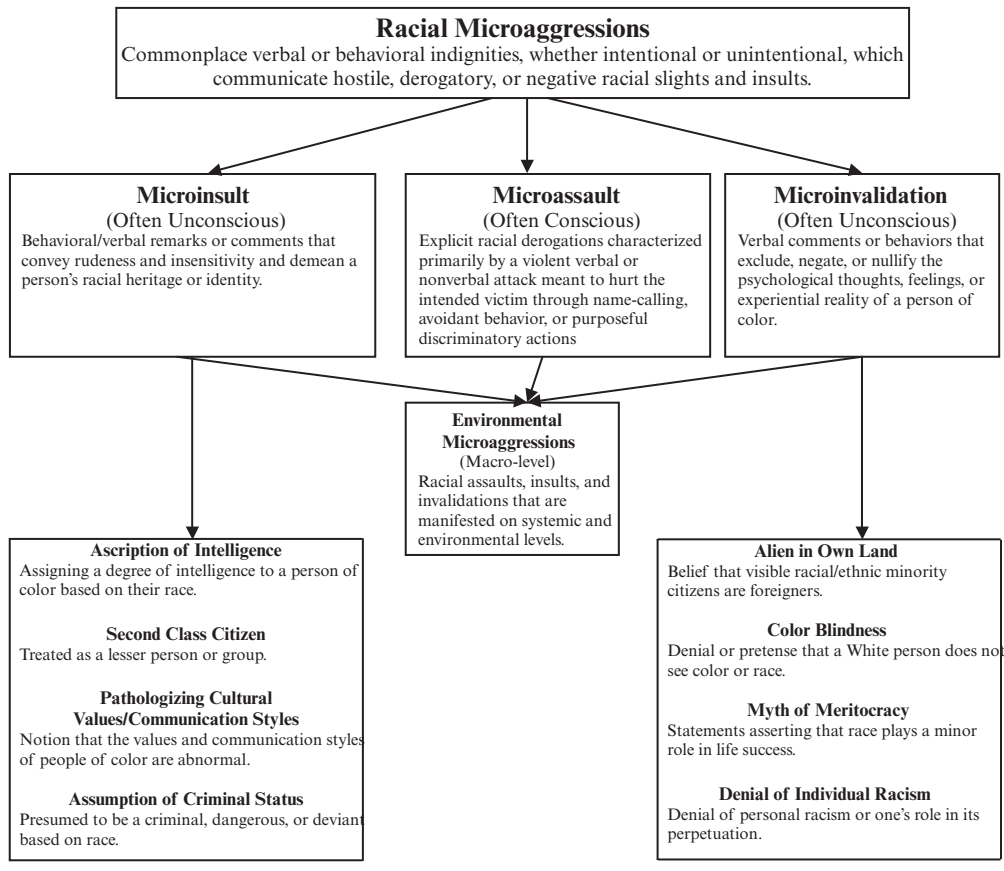 Racial Microaggressions
Commonplace verbal or behavioral indignities, whether intentional or unintentional, which
communicate hostile, derogatory, or negative racial slights and insults.
Microinsult
(Often Unconscious)
Behavioral/verbal remarks or comments that
convey rudeness and insensitivity and demean a
person's racial heritage or identity.
Microassault
(Often Conscious)
Explicit racial derogations characterized
primarily by a violent verbal or
nonverbal attack meant to hurt the
intended victim through name-calling,
avoidant behavior, or purposeful
discriminatory actions
Microinvalidation
(Often Unconscious)
Verbal comments or behaviors that
exclude, negate, or nullify the
psychological thoughts, feelings, or
experiential reality of a person of
color.
Environmental
Microaggressions
(Macro-level)
Racial assaults, insults, and
invalidations that are
manifested on systemic and
environmental levels.
Ascription of Intelligence
Assigning a degree of intelligence to a person of
color based on their race.
Second Class Citizen
Treated as a lesser person or group.
Pathologizing Cultural
Values/Communication Styles
Notion that the values and communication styles
of people of color are abnormal.
Assumption of Criminal Status
Presumed to be a criminal, dangerous, or deviant
based on race.
Alien in Own Land
Belief that visible racial/ethnic minority
citizens are foreigners.
Color Blindness
Denial or pretense that a White person does not
see color or race.
Myth of Meritocracy
Statements asserting that race plays a minor
role in life success.
Denial of Individual Racism
Denial of personal racism or one's role in its
perpetuation.